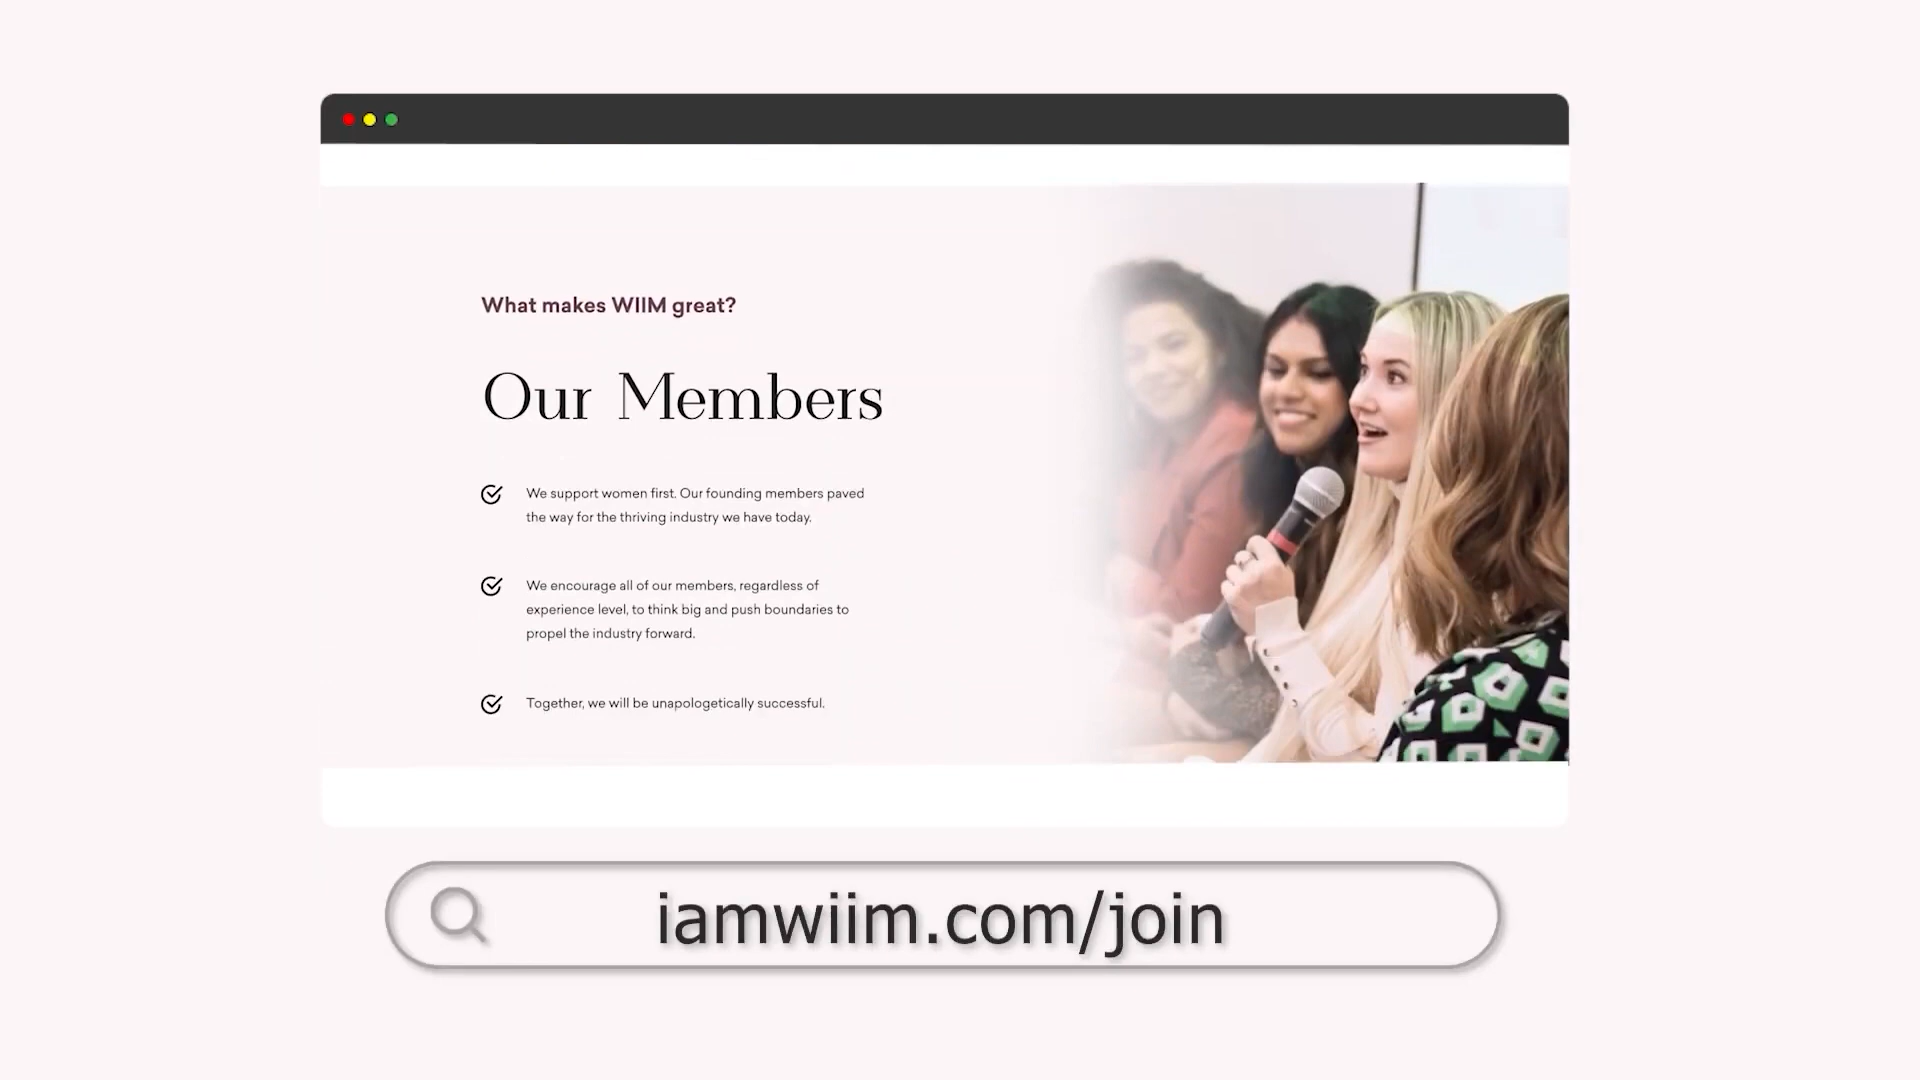 What makes WIIM great?
Our Members
We support women first. Our founding members paved
the way for the thriving industry we have today.
We encourage all of our members, regardless of
experience level, to think big and push boundaries to
propel the industry forward.
Together, we will be unapologetically successful.
iamwiim.com/join